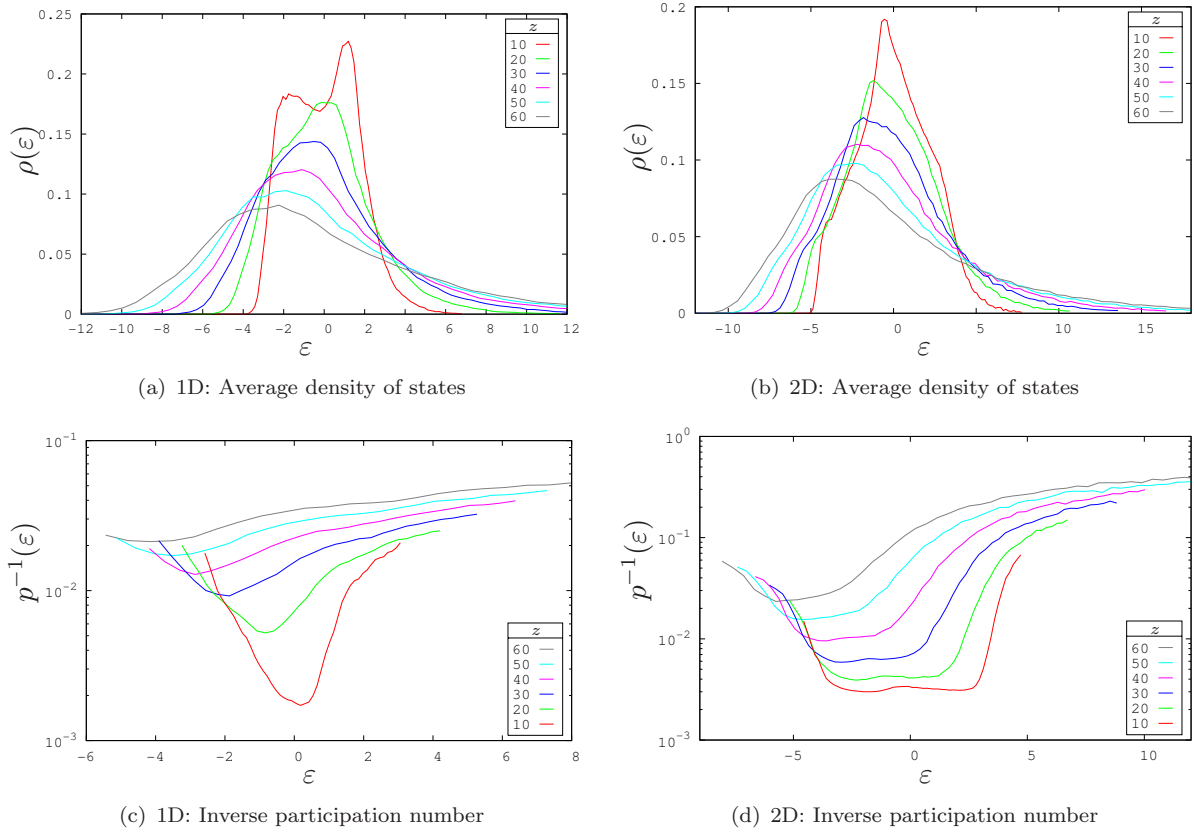 0.25
0.2
0.15
0.1
0.05
0
ρ(ε)
z
10
20
30
40
50
60
-12 -10 -8 -6 -4 -2 0 2 4 6 8 10 12
ε
(a) 1D: Average density of states
0.2
0.15
0.1
0.05
0
ρ(ε)
z
10
20
30
40
50
60
-10 -5 0 5 10 15
ε
(b) 2D: Average density of states
10⁻¹
10⁻²
10⁻³
p⁻¹(ε)
z
60
50
40
30
20
10
-6 -4 -2 0 2 4 6 8
ε
(c) 1D: Inverse participation number
10⁰
10⁻¹
10⁻²
10⁻³
p⁻¹(ε)
z
60
50
40
30
20
10
-5 0 5 10
ε
(d) 2D: Inverse participation number